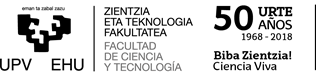 eman ta zabal zazu
UPV EHU
ZIENTZIA
ETA TEKNOLOGIA
FAKULTATEA
FACULTAD
DE CIENCIA
Y TECNOLOGÍA
50 URTE
AÑOS
1968 - 2018
Biba Zientzia!
Ciencia Viva